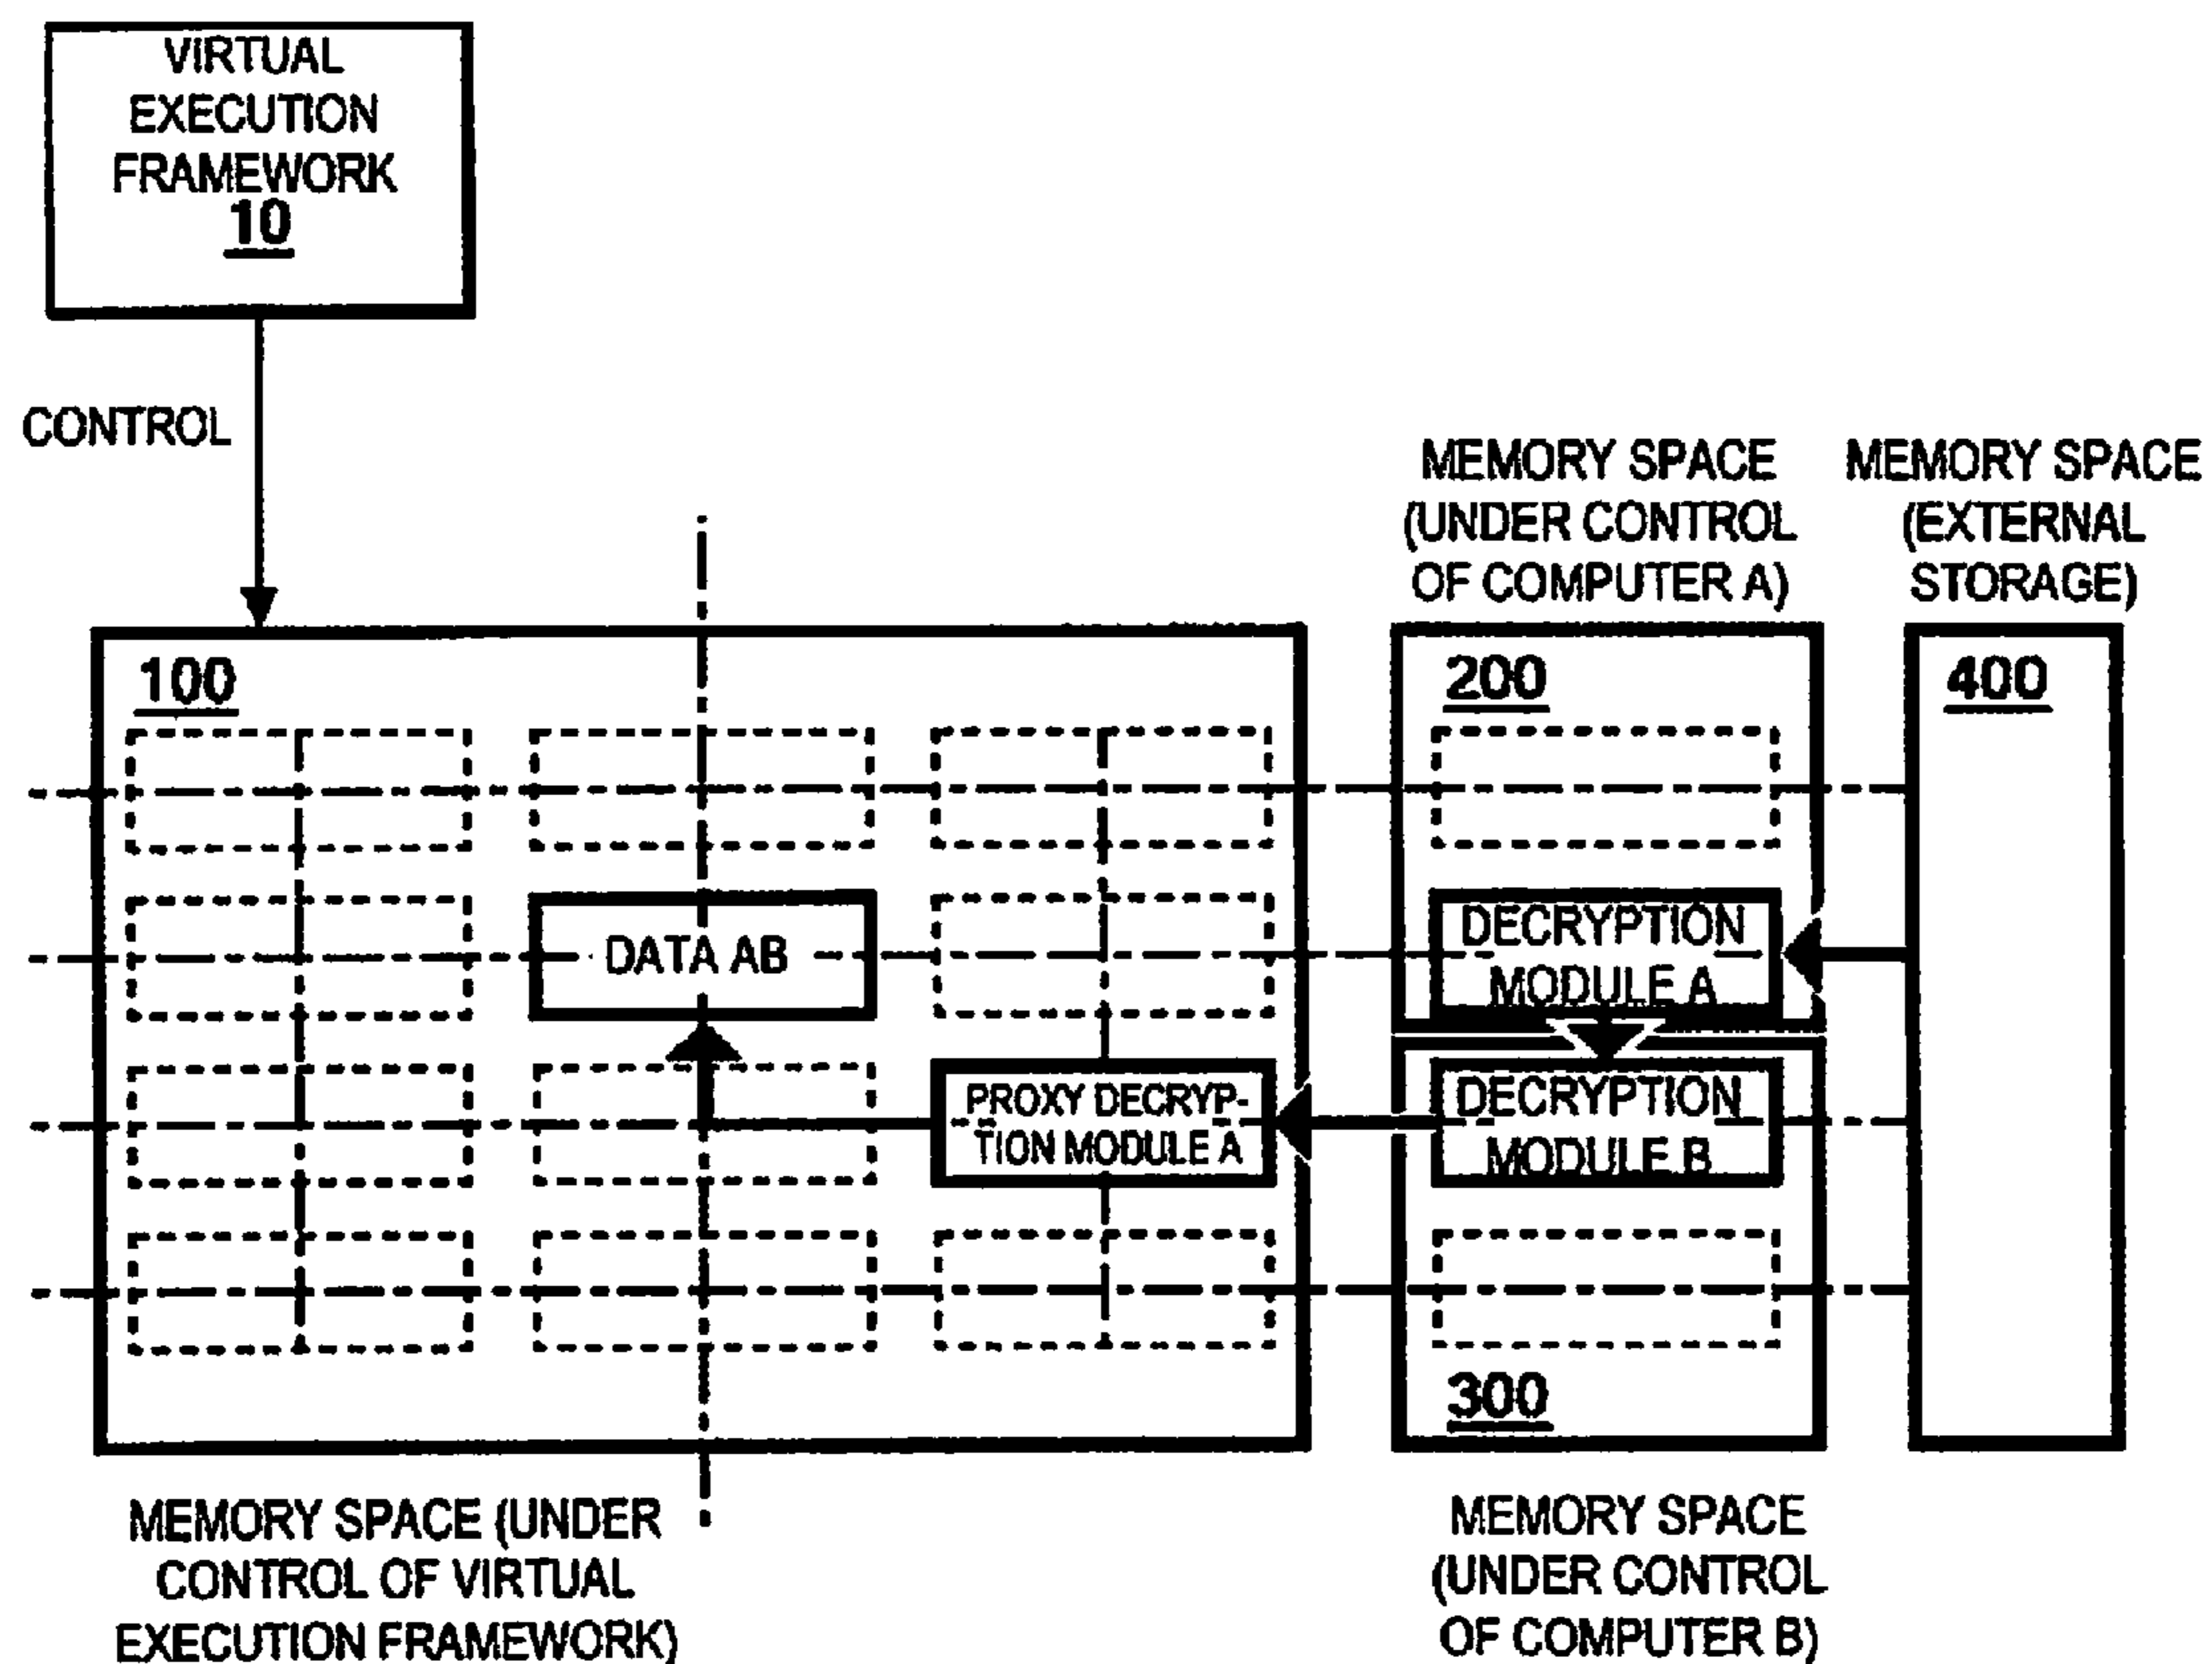 VIRTUAL
EXECUTION
FRAMEWORK
10
CONTROL
MEMORY SPACE
(UNDER CONTROL
OF COMPUTER A)
MEMORY SPACE
(EXTERNAL
STORAGE)
100
200
400
DATA AB
DECRYPTION
MODULE A
PROXY DECRYP-
TION MODULE A
DECRYPTION
MODULE B
300
MEMORY SPACE (UNDER
CONTROL OF VIRTUAL
EXECUTION FRAMEWORK)
MEMORY SPACE
(UNDER CONTROL
OF COMPUTER B)